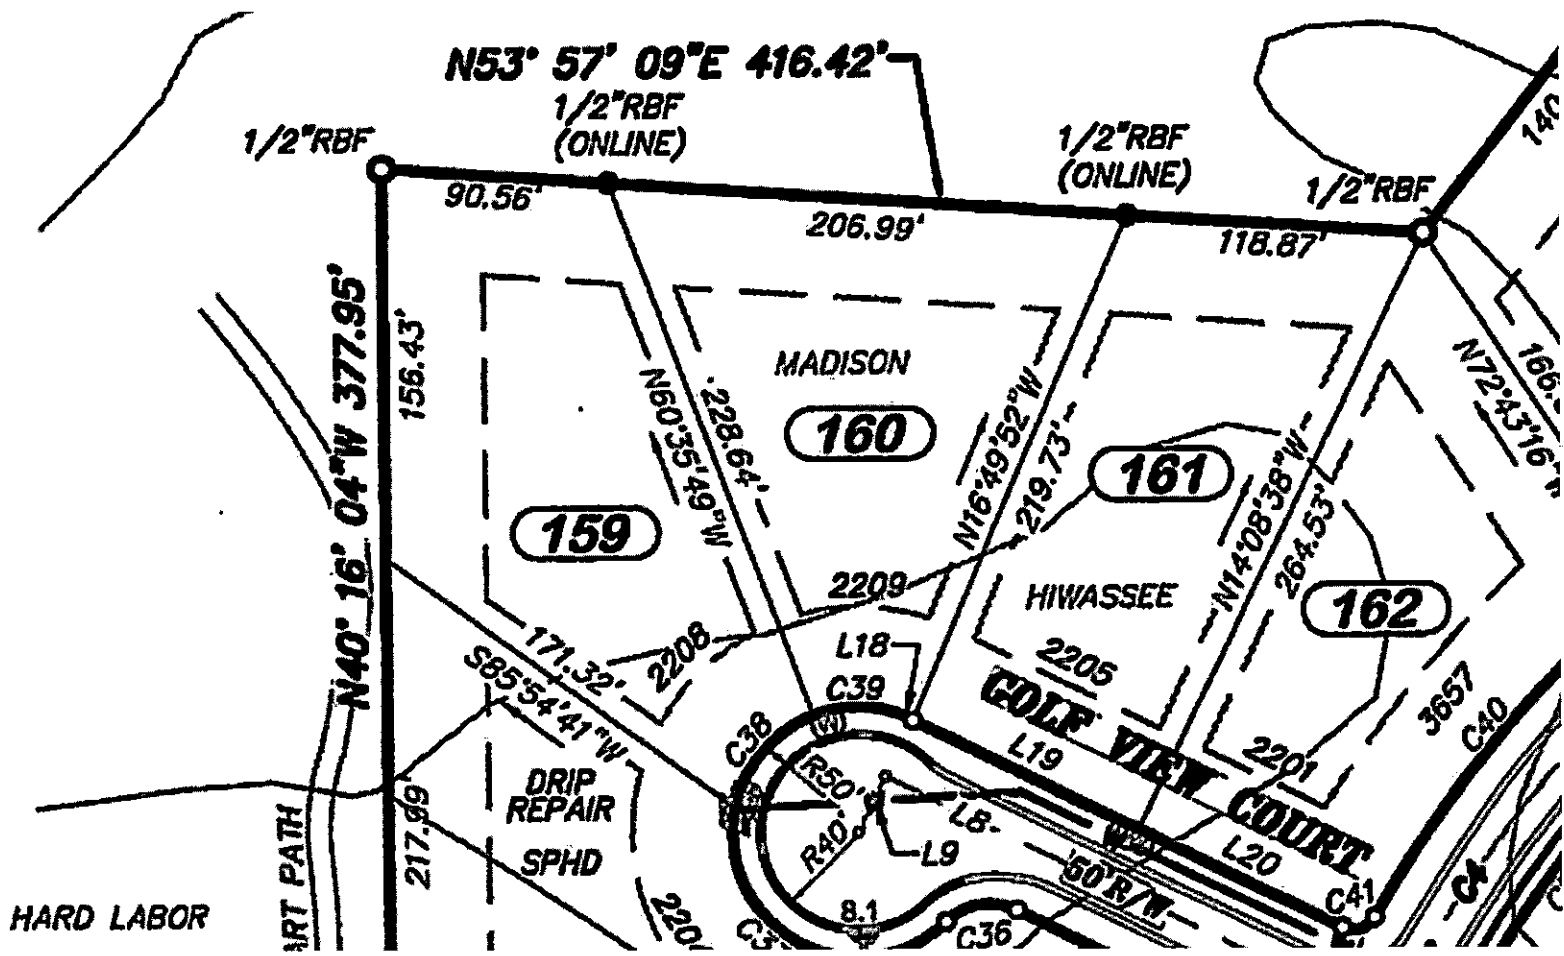 N53° 57' 09"E 416.42'
1/2"RBF
(ONLINE)
1/2"RBF
1/2"RBF
(ONLINE)
1/2"RBF
140
90.56'
206.99'
118.87'
N40° 16' 04"W 377.95'
156.43'
MADISON
160
N60°35'49"W
228.64'
N16°49'52"W
219.73'
161
N14°08'38"W
264.53'
N72°43'16"W
166.
159
2209
HIWASSEE
162
171.32'
S85°54'41"W
2208
L18
C39
2205
GOLF VIEW COURT
3657
C40
C38
L19
2201
R50'
DRIP
REPAIR
SPHD
217.99'
R40'
L8
L9
L20
50'R/W
C41
C4
HARD LABOR
ART PATH
220
8.1
C36
C3